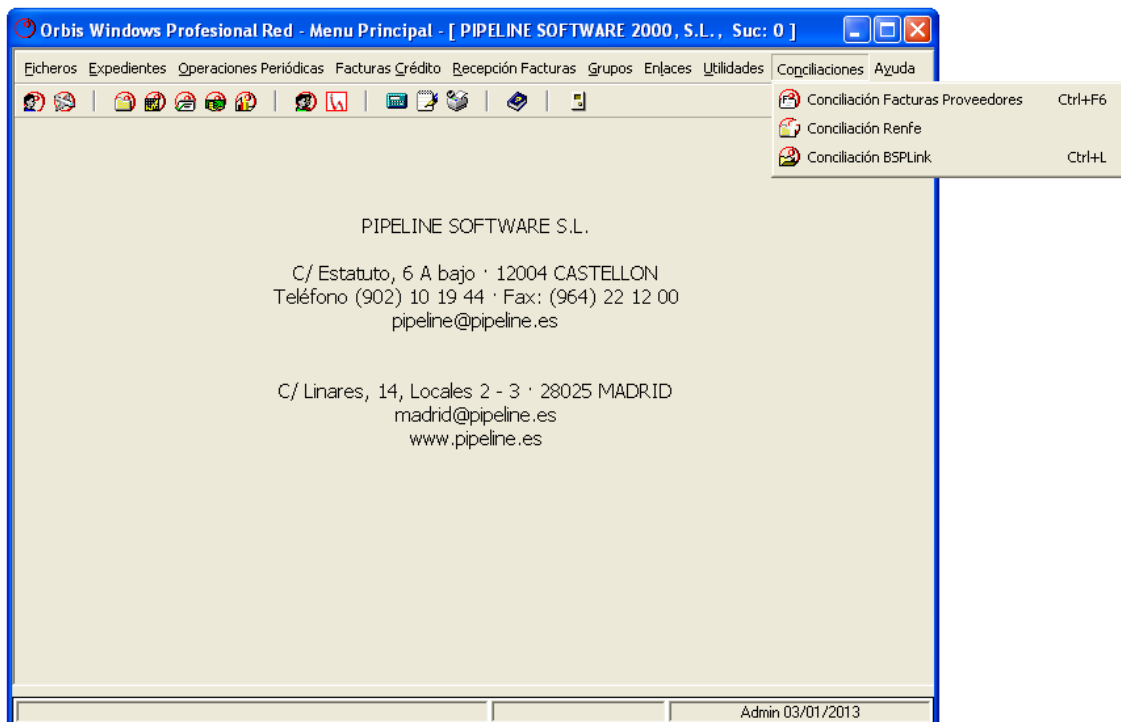 Orbis Windows Profesional Red - Menu Principal - [ PIPELINE SOFTWARE 2000, S.L., Suc: 0 ]
Ficheros Expedientes Operaciones Periódicas Facturas Crédito Recepción Facturas Grupos Enlaces Utilidades Conciliaciones Ayuda
Conciliación Facturas Proveedores Ctrl+F6
Conciliación Renfe
Conciliación BSPLink Ctrl+L
PIPELINE SOFTWARE S.L.
C/ Estatuto, 6 A bajo · 12004 CASTELLON
Teléfono (902) 10 19 44 · Fax: (964) 22 12 00
pipeline@pipeline.es
C/ Linares, 14, Locales 2 - 3 · 28025 MADRID
madrid@pipeline.es
www.pipeline.es
Admin 03/01/2013